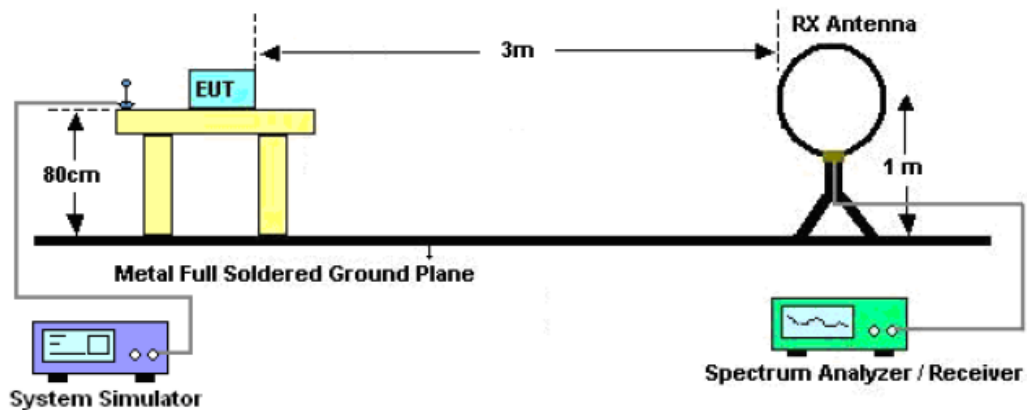 RX Antenna
3m
EUT
80cm
1 m
Metal Full Soldered Ground Plane
System Simulator
Spectrum Analyzer / Receiver